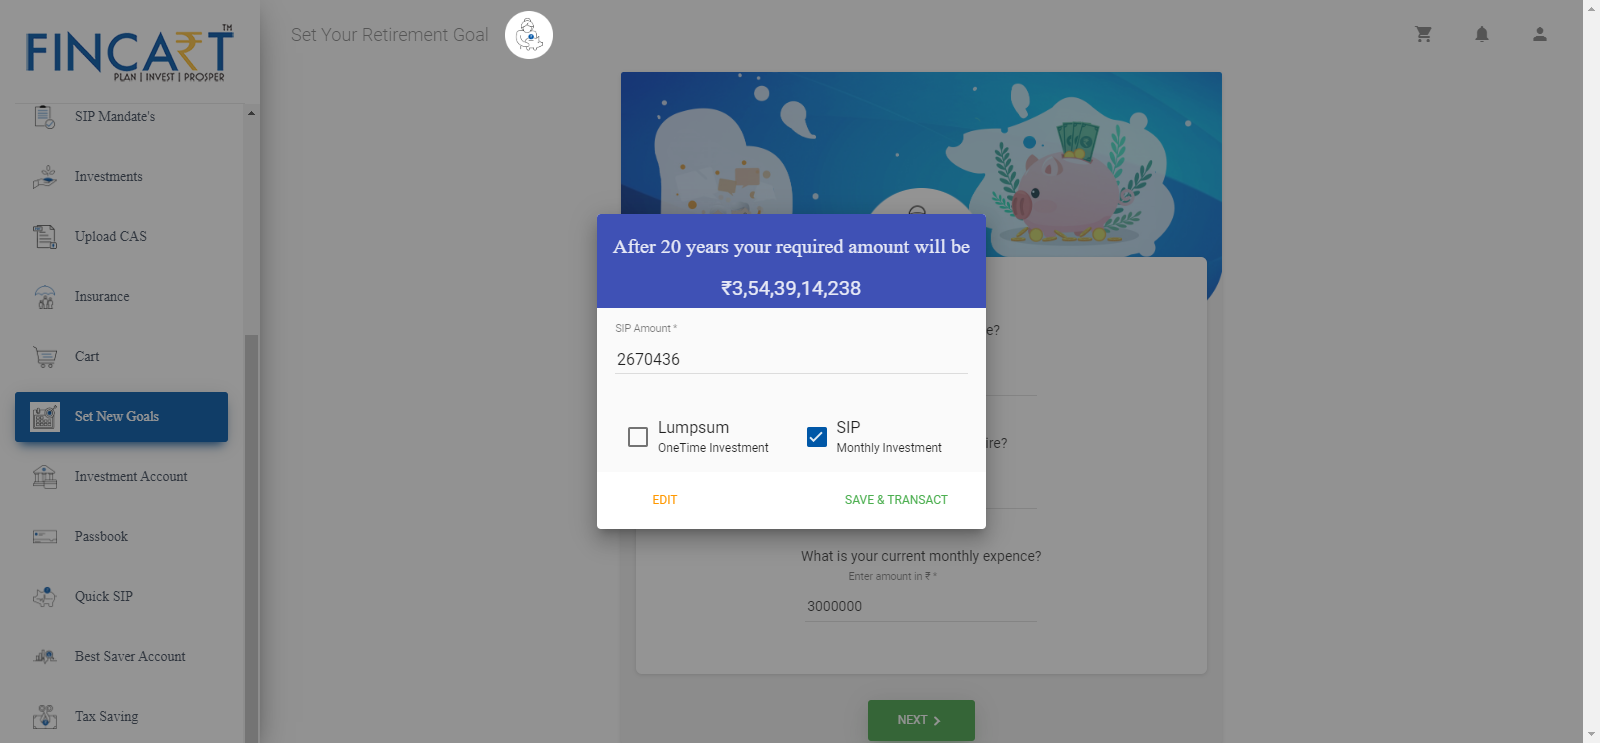 FINCART
TM
PLAN | INVEST | PROSPER
Set Your Retirement Goal
SIP Mandate's
Investments
Upload CAS
Insurance
Cart
Set New Goals
Investment Account
Passbook
Quick SIP
Best Saver Account
Tax Saving
After 20 years your required amount will be
₹3,54,39,14,238
SIP Amount *
2670436
Lumpsum
OneTime Investment
SIP
Monthly Investment
EDIT
SAVE & TRANSACT
e?
ire?
What is your current monthly expence?
Enter amount in ₹ *
3000000
NEXT